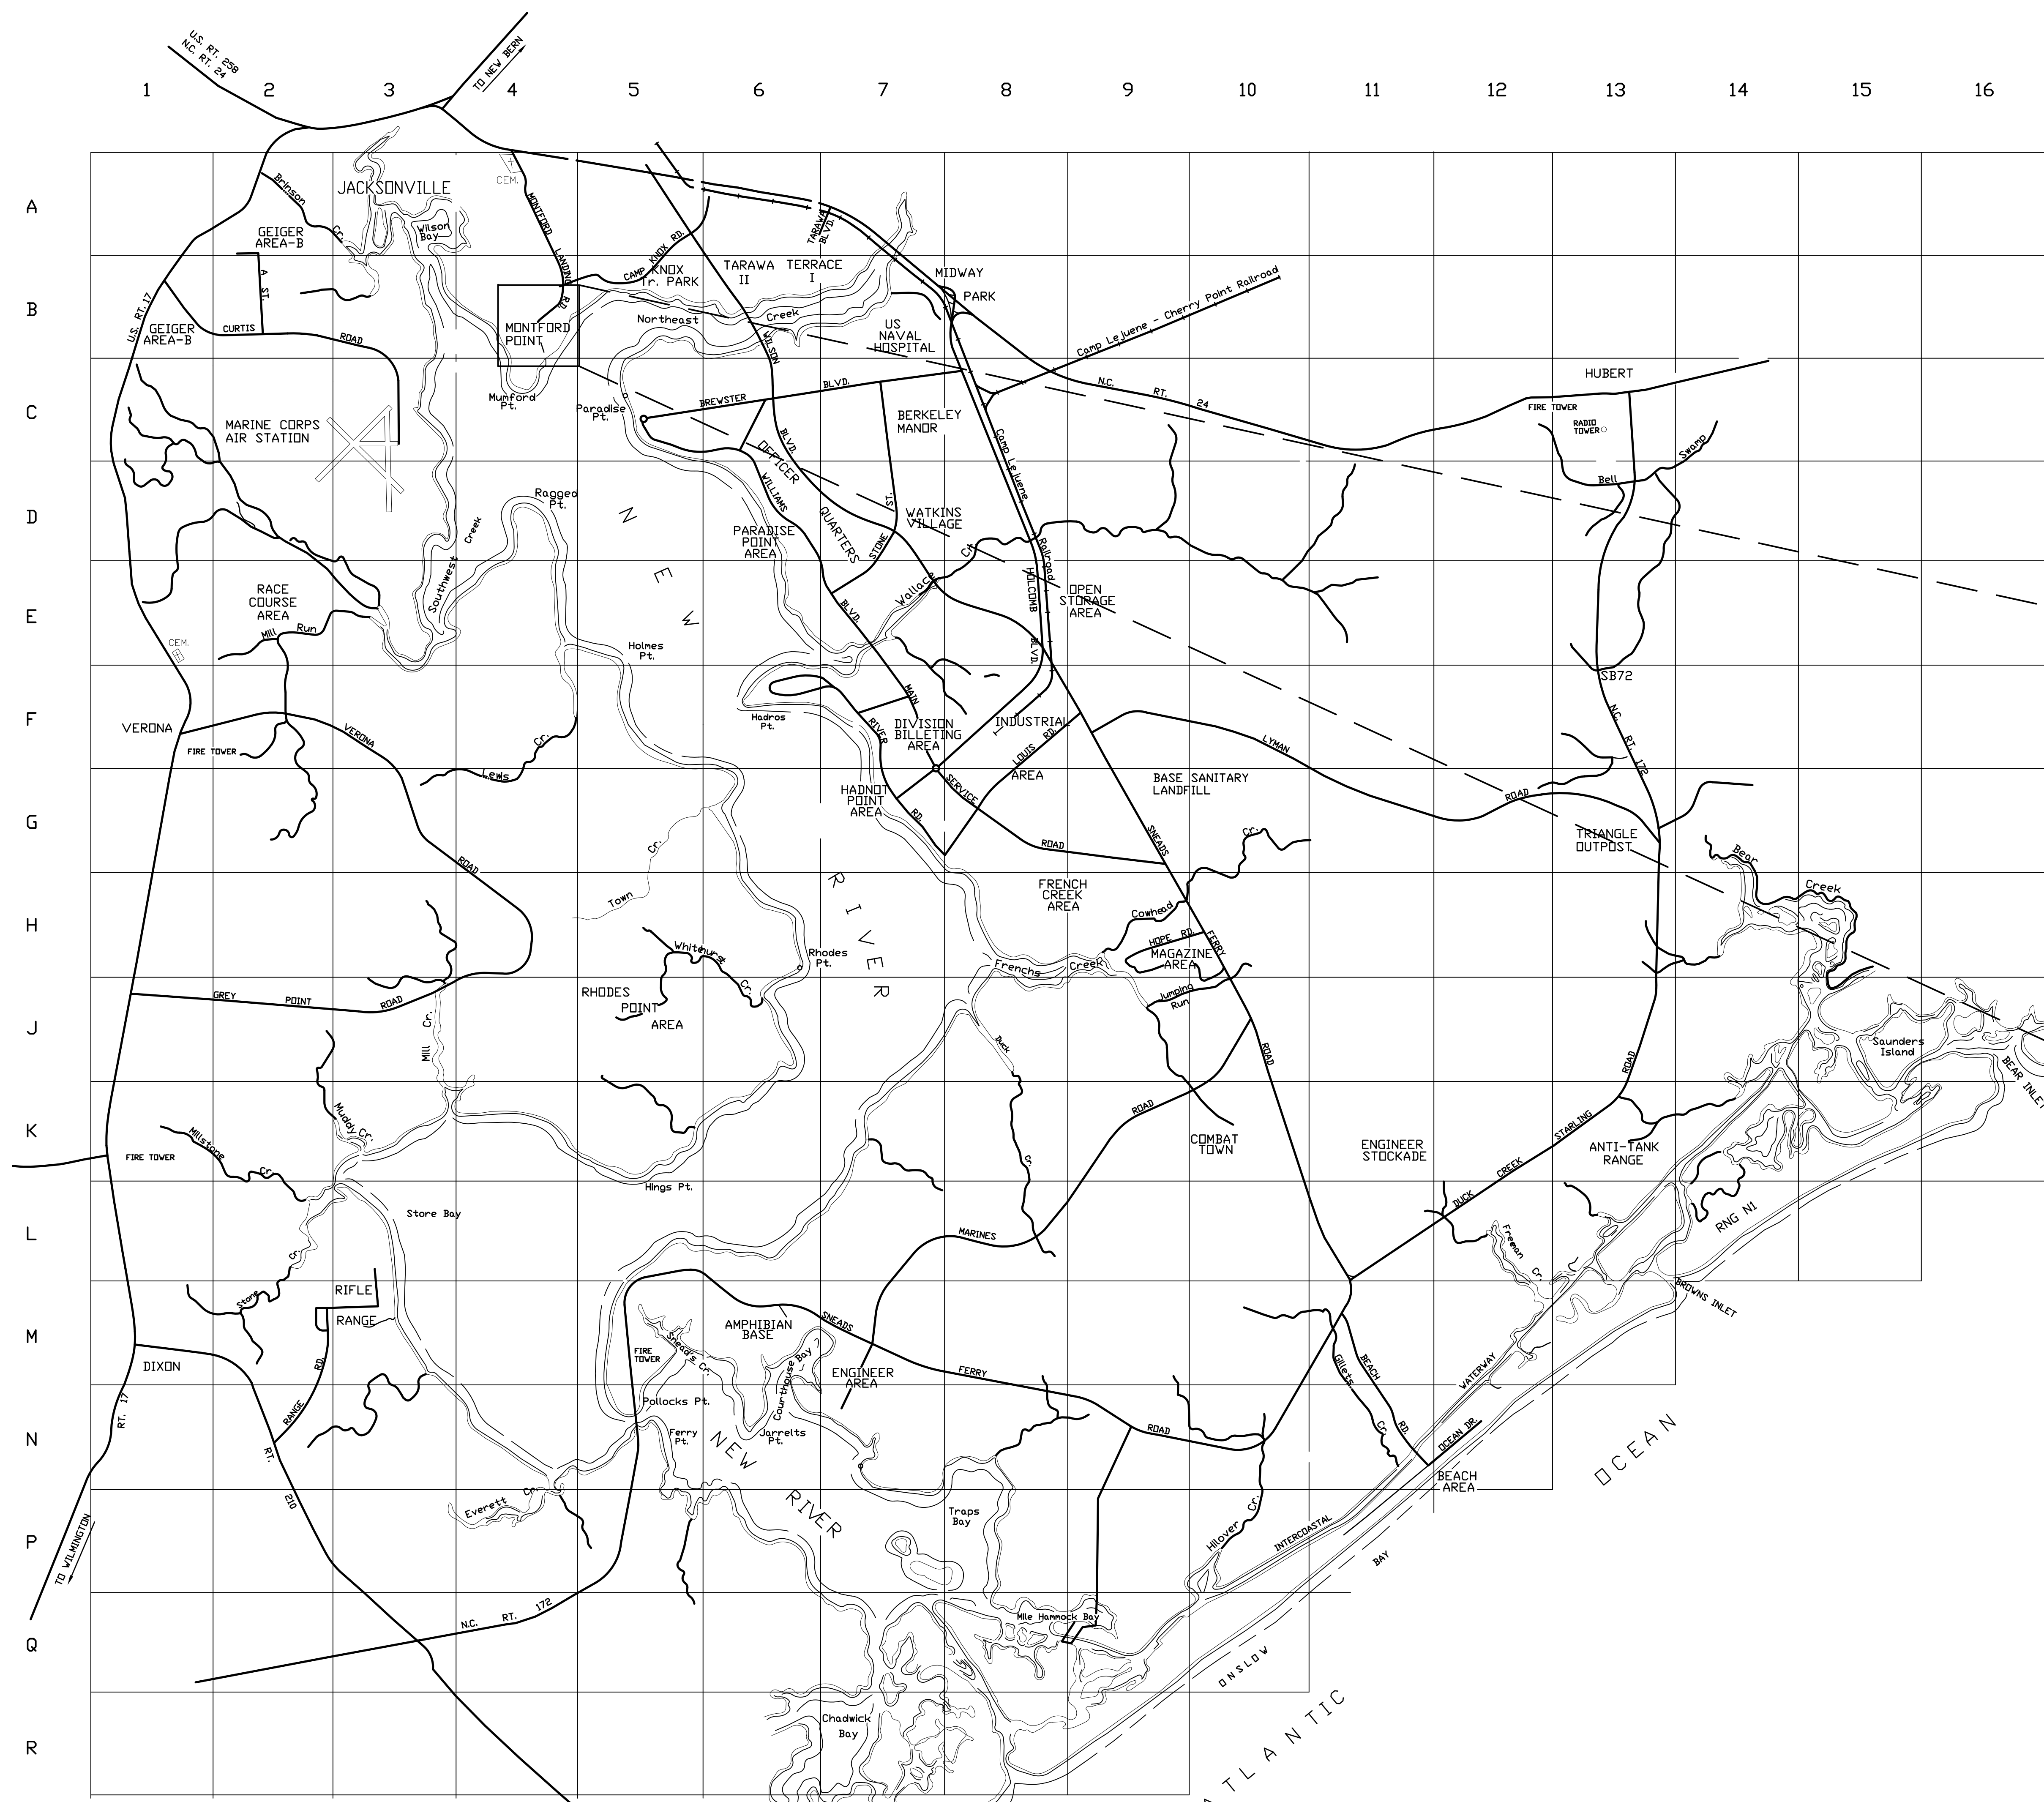 U.S. RT. 258
N.C. RT. 24
TO NEW BERN
1 2 3 4 5 6 7 8 9 10 11 12 13 14 15 16
A
JACKSONVILLE
CEM.
Brinson
Cr.
Wilson
Bay
GEIGER
AREA-B
MONTFORD
LANDING
RD.
CAMP KNOX RD.
TARAWA
BLVD.
B
A ST.
U.S. RT. 17
GEIGER
AREA-B
CURTIS
ROAD
MONTFORD
POINT
KNOX
Tr. PARK
TARAWA
II
TERRACE
I
MIDWAY
PARK
Northeast
Creek
WILSON
BLVD.
US
NAVAL
HOSPITAL
Camp LeJuene - Cherry Point Railroad
C
MARINE CORPS
AIR STATION
Mumford
Pt.
Paradise
Pt.
BREWSTER
BLVD.
BERKELEY
MANOR
N.C.
RT.
24
HUBERT
FIRE TOWER
RADIO
TOWER
Camp LeJuene
Railroad
OFFICER
QUARTERS
D
Ragged
Pt.
Creek
Southwest
WILLIAMS
BLVD.
PARADISE
POINT
AREA
STONE
ST.
WATKINS
VILLAGE
Bell
Swamp
NEW
E
RACE
COURSE
AREA
CEM.
Mill
Run
Holmes
Pt.
Wallace
Cr.
HOLCOMB
BLVD.
OPEN
STORAGE
AREA
SB72
F
VERONA
FIRE TOWER
VERONA
Lews
Cr.
Hadros
Pt.
MAIN
RIVER
DIVISION
BILLETING
AREA
INDUSTRIAL
AREA
LOUIS RD.
LYMAN
N.C.
RT.
172
G
ROAD
Cr.
HADNOT
POINT
AREA
RD.
SERVICE
ROAD
BASE SANITARY
LANDFILL
SNEADS
Cr.
ROAD
TRIANGLE
OUTPOST
Bear
Creek
H
Town
Whitehurst
Cr.
Rhodes
Pt.
RIVER
FRENCH
CREEK
AREA
Cowhead
HOPE RD.
FERRY
MAGAZINE
AREA
Frenchs
Creek
J
GREY
POINT
ROAD
Mill
Cr.
RHODES
POINT
AREA
Duck
Jumping
Run
ROAD
ROAD
Saunders
Island
BEAR INLET
K
Muddy Cr.
Millstone
Cr.
FIRE TOWER
Hings Pt.
ROAD
COMBAT
TOWN
ENGINEER
STOCKADE
STARLING
CREEK
DUCK
ANTI-TANK
RANGE
L
Store Bay
Cr.
Stone
MARINES
Freeman
Cr.
RNG N1
BROWNS INLET
M
RIFLE
RANGE
DIXON
RD.
RANGE
FIRE
TOWER
Snead's Cr.
AMPHIBIAN
BASE
Courthouse Bay
SNEADS
FERRY
ENGINEER
AREA
Gillets
Cr.
BEACH
RD.
WATERWAY
N
RT. 17
RT.
210
Pollocks Pt.
Ferry
Pt.
Jarrelts
Pt.
NEW
RIVER
ROAD
OCEAN DR.
BEACH
AREA
OCEAN
P
TO WILMINGTON
Everett
Cr.
Traps
Bay
Hilover
Cr.
INTERCOASTAL
BAY
Q
N.C.
RT.
172
Mile Hammock Bay
ONSLOW
R
Chadwick
Bay
ATLANTIC